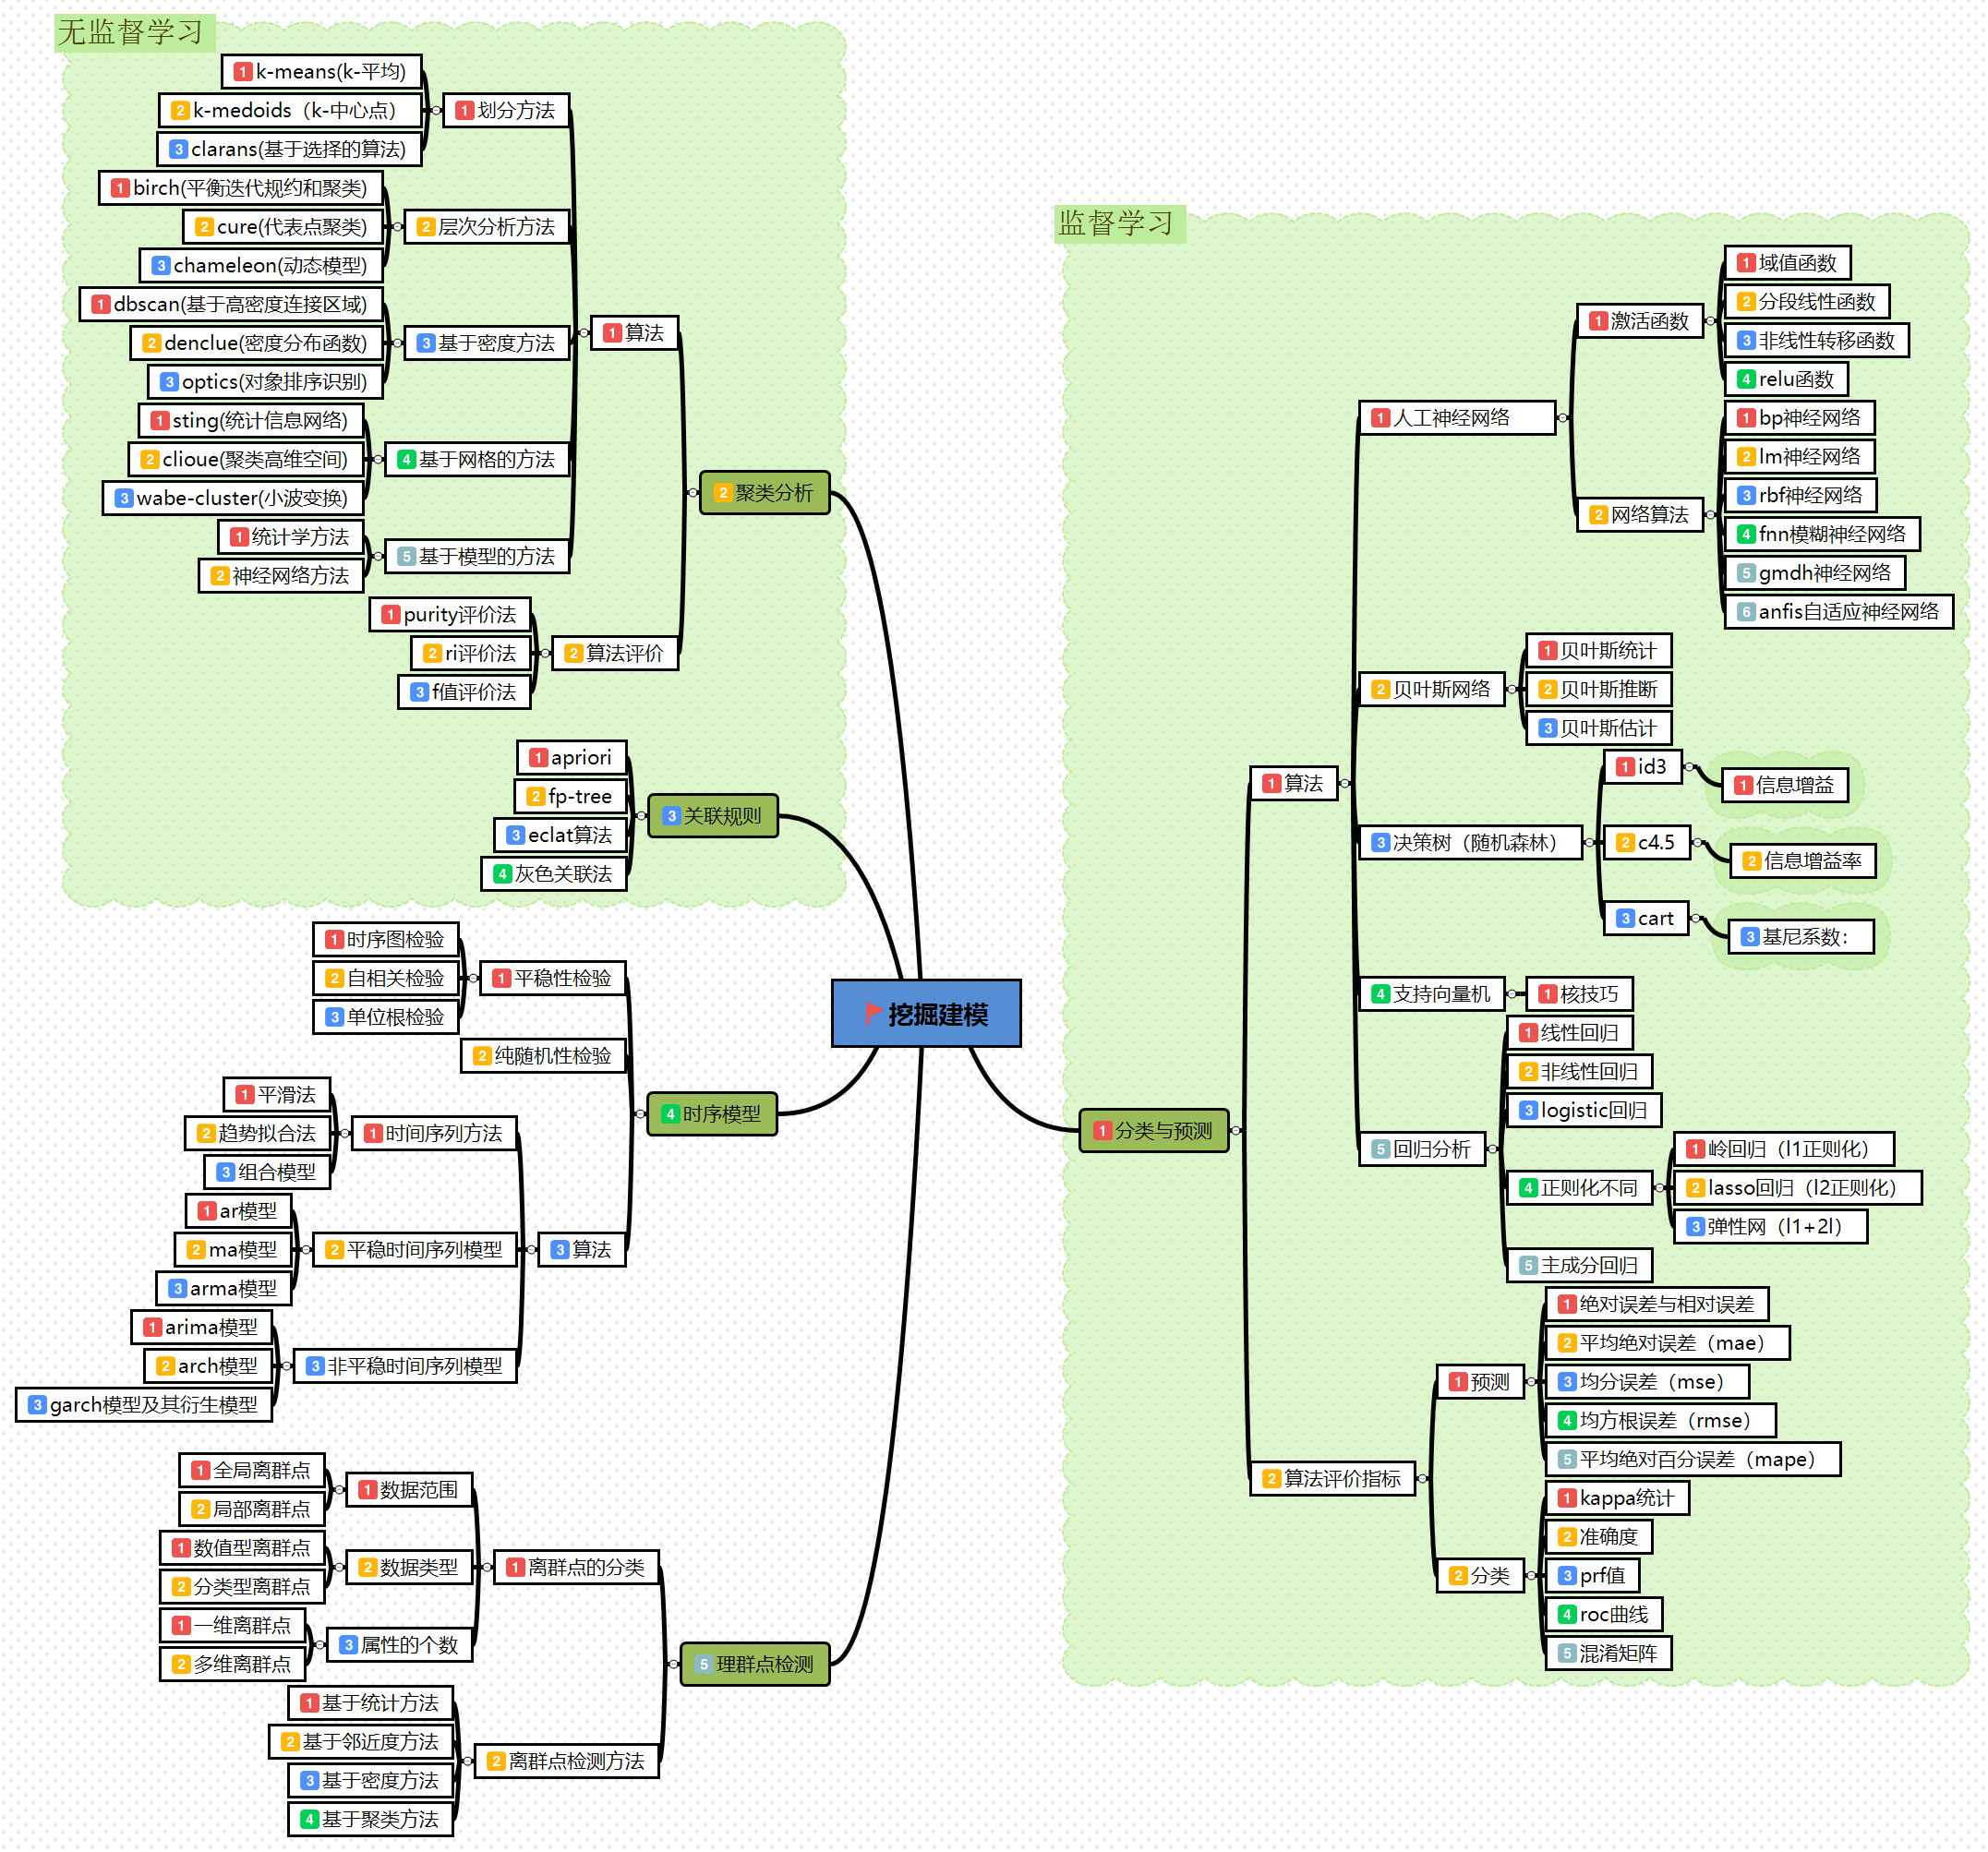 无监督学习
1 k-means(k-平均)
2 k-medoids（k-中心点）
3 clarans(基于选择的算法)
1 划分方法
1 birch(平衡迭代规约和聚类)
2 cure(代表点聚类)
3 chameleon(动态模型)
2 层次分析方法
1 dbscan(基于高密度连接区域)
2 denclue(密度分布函数)
3 optics(对象排序识别)
3 基于密度方法
1 sting(统计信息网络)
2 clioue(聚类高维空间)
3 wabe-cluster(小波变换)
4 基于网格的方法
1 统计学方法
2 神经网络方法
5 基于模型的方法
1 算法
1 purity评价法
2 ri评价法
3 f值评价法
2 算法评价
2 聚类分析
1 apriori
2 fp-tree
3 eclat算法
4 灰色关联法
3 关联规则
1 时序图检验
2 自相关检验
3 单位根检验
1 平稳性检验
2 纯随机性检验
1 平滑法
2 趋势拟合法
3 组合模型
1 时间序列方法
1 ar模型
2 ma模型
3 arma模型
2 平稳时间序列模型
1 arima模型
2 arch模型
3 garch模型及其衍生模型
3 非平稳时间序列模型
3 算法
4 时序模型
1 全局离群点
2 局部离群点
1 数据范围
1 数值型离群点
2 分类型离群点
2 数据类型
1 一维离群点
2 多维离群点
3 属性的个数
1 离群点的分类
1 基于统计方法
2 基于邻近度方法
3 基于密度方法
4 基于聚类方法
2 离群点检测方法
5 理群点检测
挖掘建模
监督学习
1 分类与预测
1 算法
1 人工神经网络
1 激活函数
1 域值函数
2 分段线性函数
3 非线性转移函数
4 relu函数
2 网络算法
1 bp神经网络
2 lm神经网络
3 rbf神经网络
4 fnn模糊神经网络
5 gmdh神经网络
6 anfis自适应神经网络
2 贝叶斯网络
1 贝叶斯统计
2 贝叶斯推断
3 贝叶斯估计
3 决策树（随机森林）
1 id3
1 信息增益
2 c4.5
2 信息增益率
3 cart
3 基尼系数：
4 支持向量机
1 核技巧
5 回归分析
1 线性回归
2 非线性回归
3 logistic回归
4 正则化不同
1 岭回归（l1正则化）
2 lasso回归（l2正则化）
3 弹性网（l1+2l）
5 主成分回归
2 算法评价指标
1 预测
1 绝对误差与相对误差
2 平均绝对误差（mae）
3 均分误差（mse）
4 均方根误差（rmse）
5 平均绝对百分误差（mape）
2 分类
1 kappa统计
2 准确度
3 prf值
4 roc曲线
5 混淆矩阵